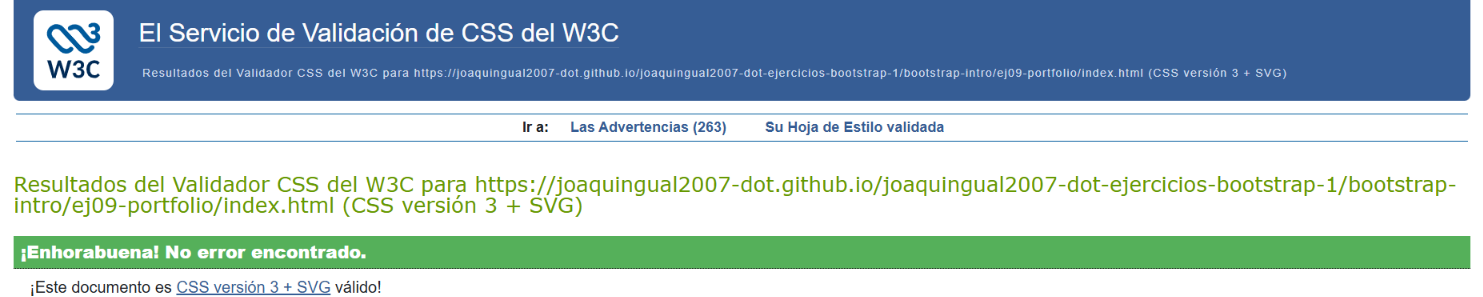 W3C
El Servicio de Validación de CSS del W3C
Resultados del Validador CSS del W3C para https://joaquingual2007-dot.github.io/joaquingual2007-dot-ejercicios-bootstrap-1/bootstrap-intro/ej09-portfolio/index.html (CSS versión 3 + SVG)
Ir a: Las Advertencias (263) Su Hoja de Estilo validada
Resultados del Validador CSS del W3C para https://joaquingual2007-dot.github.io/joaquingual2007-dot-ejercicios-bootstrap-1/bootstrap-
intro/ej09-portfolio/index.html (CSS versión 3 + SVG)
¡Enhorabuena! No error encontrado.
¡Este documento es CSS versión 3 + SVG válido!